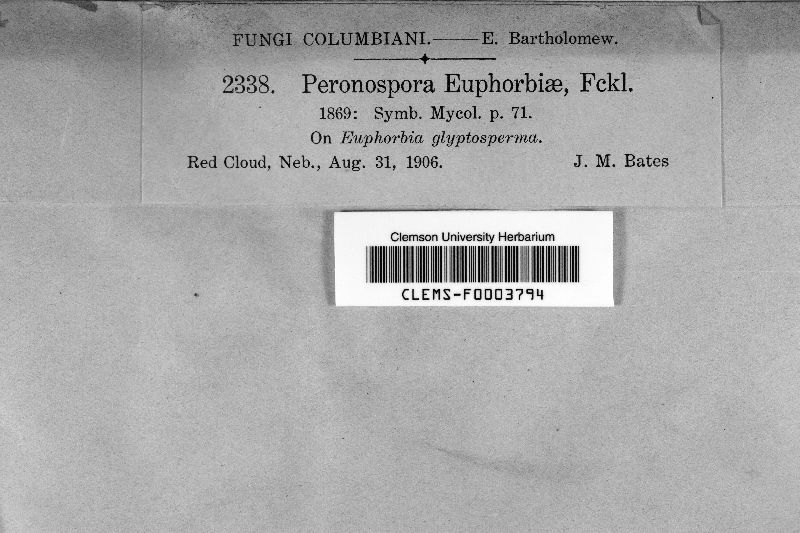 FUNGI COLUMBIANI.——E. Bartholomew.
2338. Peronospora Euphorbiæ, Fckl.
1869: Symb. Mycol. p. 71.
On Euphorbia glyptosperma.
Red Cloud, Neb., Aug. 31, 1906. J. M. Bates
Clemson University Herbarium
CLEMS-F0003794